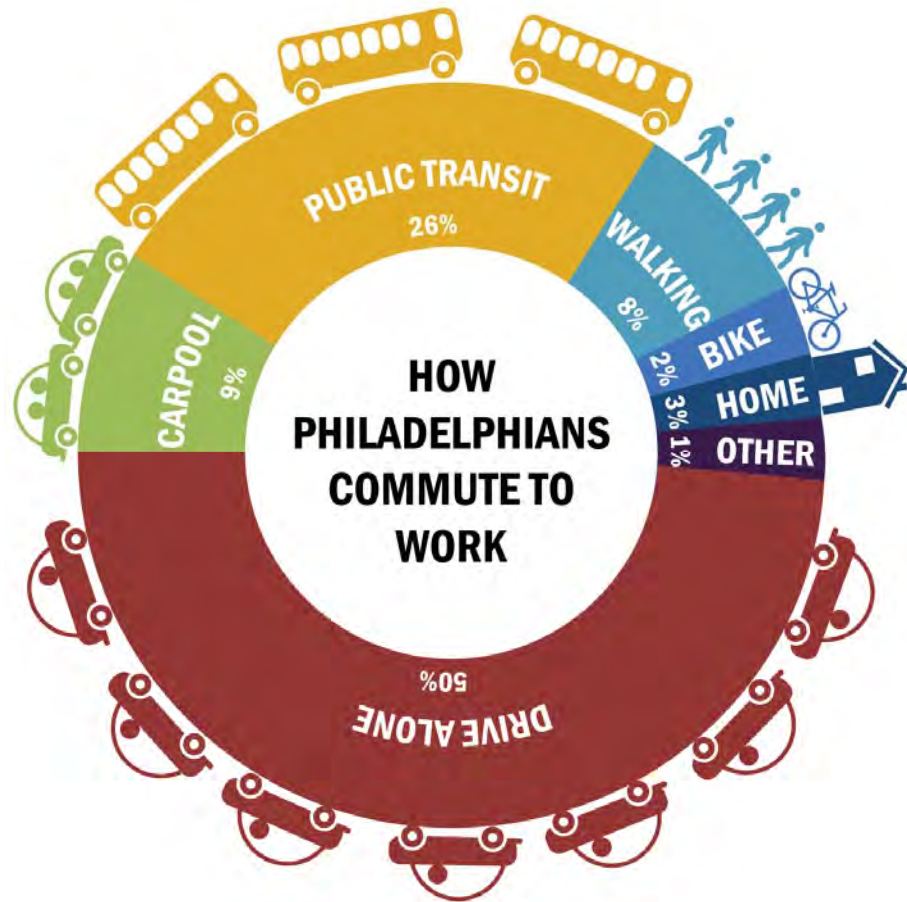 HOW
PHILADELPHIANS
COMMUTE TO
WORK
PUBLIC TRANSIT
26%
WALKING
8%
BIKE
2%
HOME
3%
OTHER
1%
DRIVE ALONE
50%
CARPOOL
9%